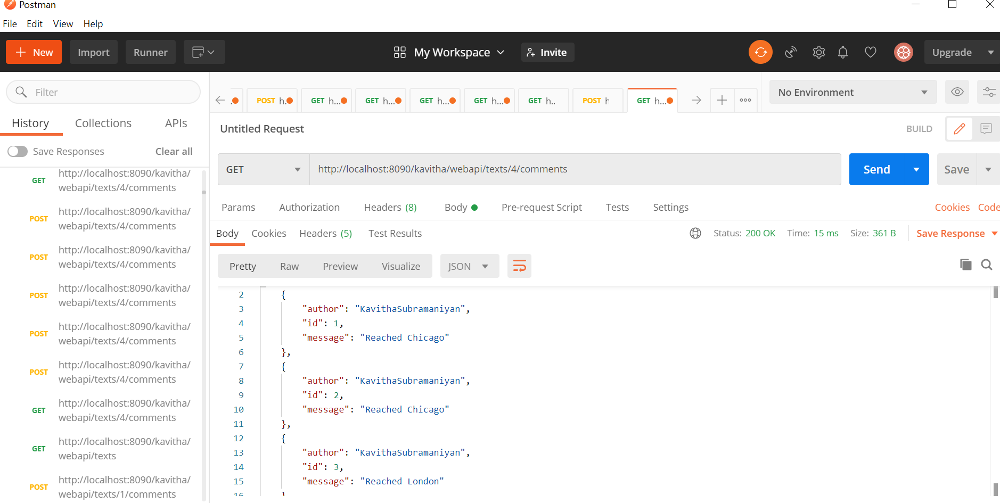 Postman
File Edit View Help
+ New Import Runner My Workspace Invite Upgrade
Filter
History Collections APIs
Save Responses Clear all
GET http://localhost:8090/kavitha/
webapi/texts/4/comments
POST http://localhost:8090/kavitha/
webapi/texts/4/comments
POST http://localhost:8090/kavitha/
webapi/texts/4/comments
POST http://localhost:8090/kavitha/
webapi/texts/4/comments
POST http://localhost:8090/kavitha/
webapi/texts/4/comments
POST http://localhost:8090/kavitha/
webapi/texts/4/comments
GET http://localhost:8090/kavitha/
webapi/texts/4/comments
GET http://localhost:8090/kavitha/
webapi/texts
POST http://localhost:8090/kavitha/
webapi/texts/1/comments
POST h. GET h... GET h... GET h... GET h... GET h.. POST h GET h...
No Environment
Untitled Request BUILD
GET http://localhost:8090/kavitha/webapi/texts/4/comments Send Save
Params Authorization Headers (8) Body Pre-request Script Tests Settings Cookies Code
Body Cookies Headers (5) Test Results Status: 200 OK Time: 15 ms Size: 361 B Save Response
Pretty Raw Preview Visualize JSON
2 {
3 "author": "KavithaSubramaniyan",
4 "id": 1,
5 "message": "Reached Chicago"
6 },
7 {
8 "author": "KavithaSubramaniyan",
9 "id": 2,
10 "message": "Reached Chicago"
11 },
12 {
13 "author": "KavithaSubramaniyan",
14 "id": 3,
15 "message": "Reached London"
16 }